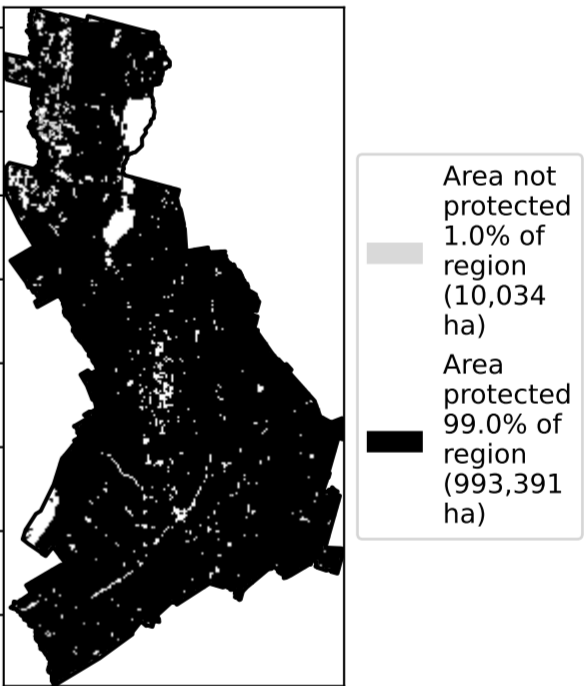 Area not
protected
1.0% of
region
(10,034
ha)
Area
protected
99.0% of
region
(993,391
ha)